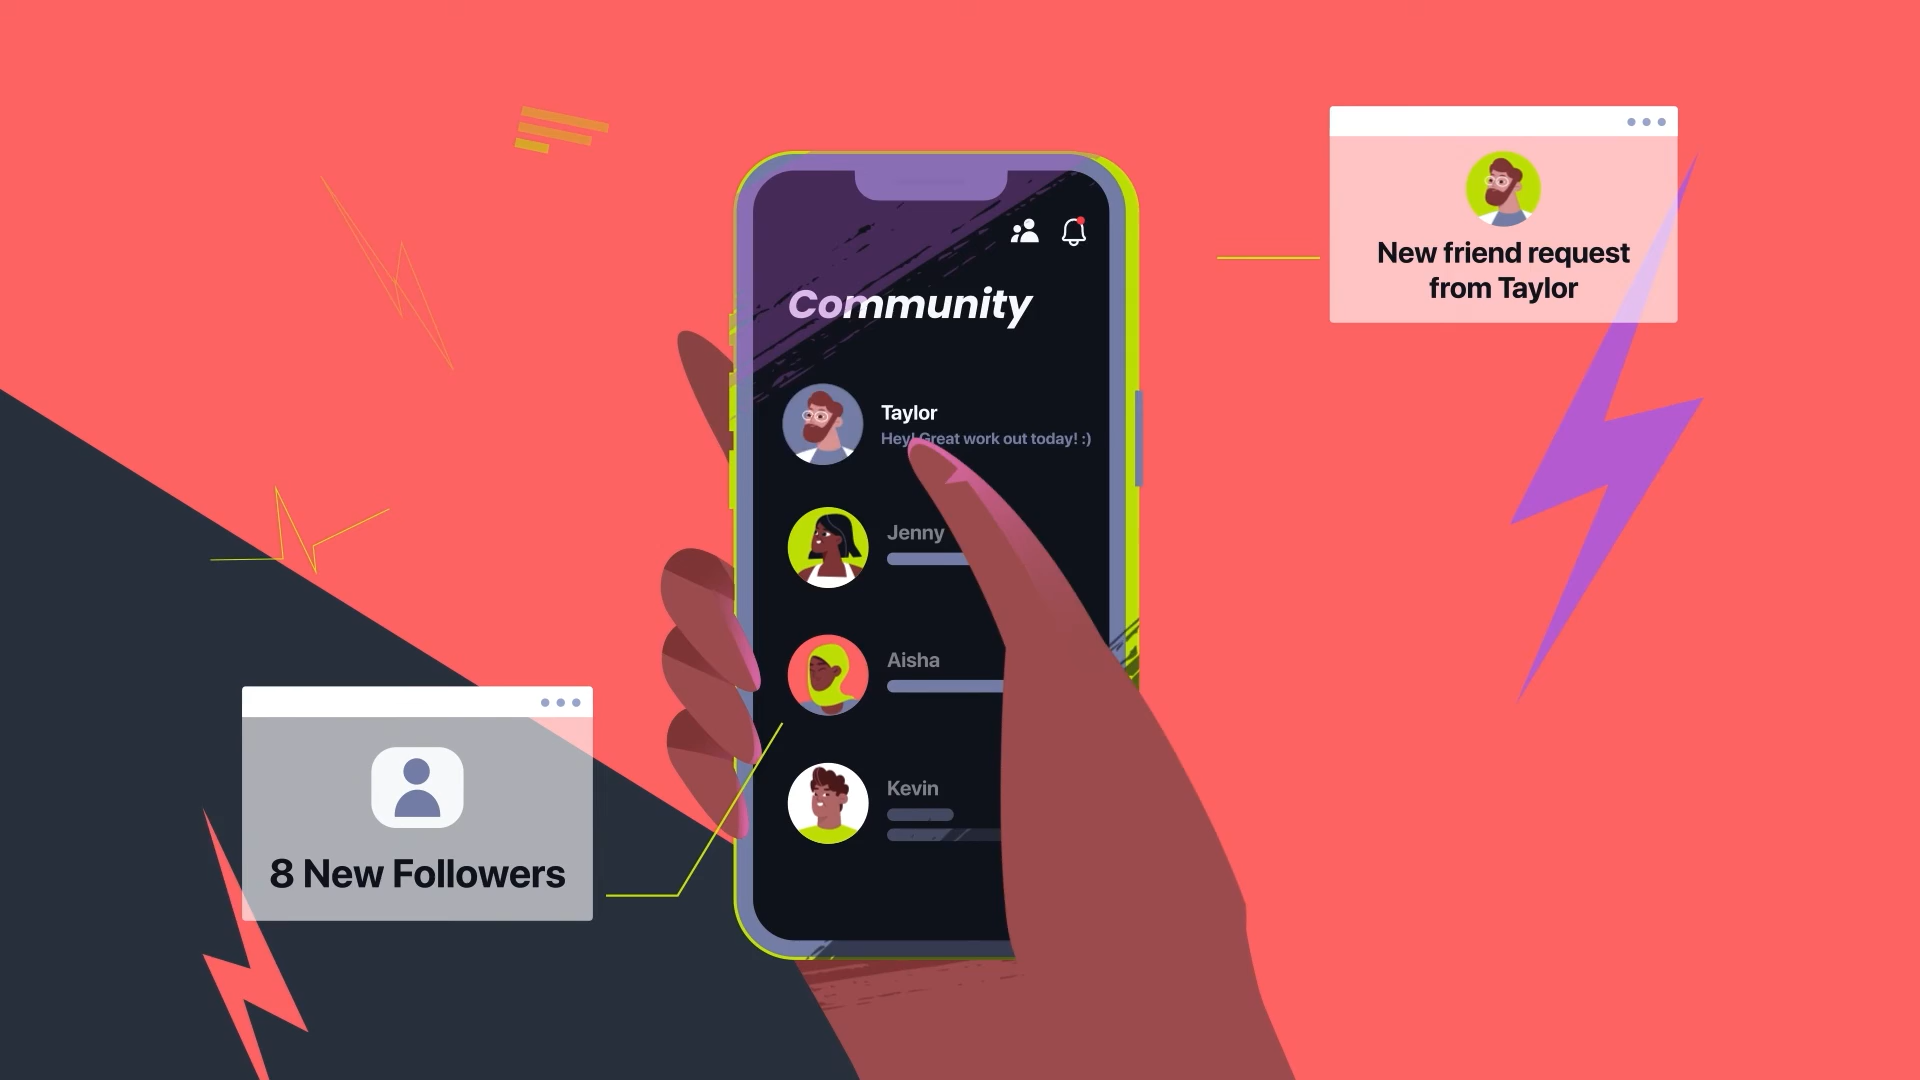 Community
Taylor
Hey! Great work out today! :)
Jenny
Aisha
Kevin
New friend request
from Taylor
8 New Followers